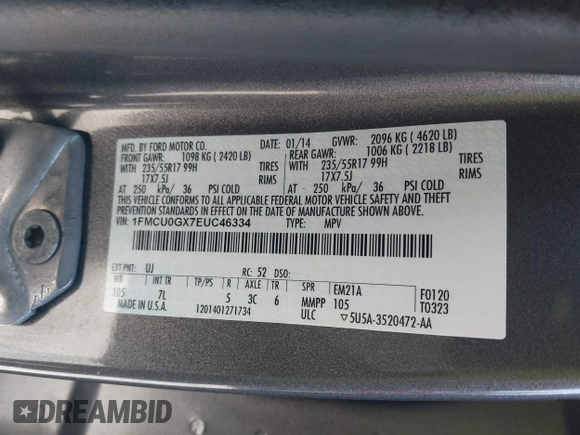 MFD. BY FORD MOTOR CO.
DATE: 01/14 GVWR: 2096 KG ( 4620 LB)
FRONT GAWR: 1098 KG ( 2420 LB) REAR GAWR: 1006 KG ( 2218 LB)
WITH 235/55R17 99H TIRES WITH 235/55R17 99H TIRES
17X7.5J RIMS 17X7.5J RIMS
AT 250 kPa/ 36 PSI COLD AT 250 kPa/ 36 PSI COLD
THIS VEHICLE CONFORMS TO ALL APPLICABLE FEDERAL MOTOR VEHICLE
SAFETY AND THEFT PREVENTION STANDARDS IN EFFECT ON THE DATE OF
MANUFACTURE SHOWN ABOVE.
VIN: 1FMCU0GX7EUC46334 TYPE: MPV
EXT PNT: UJ RC: 52 DSO:
WB INT TR TP/PS R AXLE TR SPR EM21A F0120
105 7L 5 3C 6 MMPP 105 T0323
MADE IN U.S.A. 1201401271734 ULC ▽5U5A-3520472-AA
DREAMBID